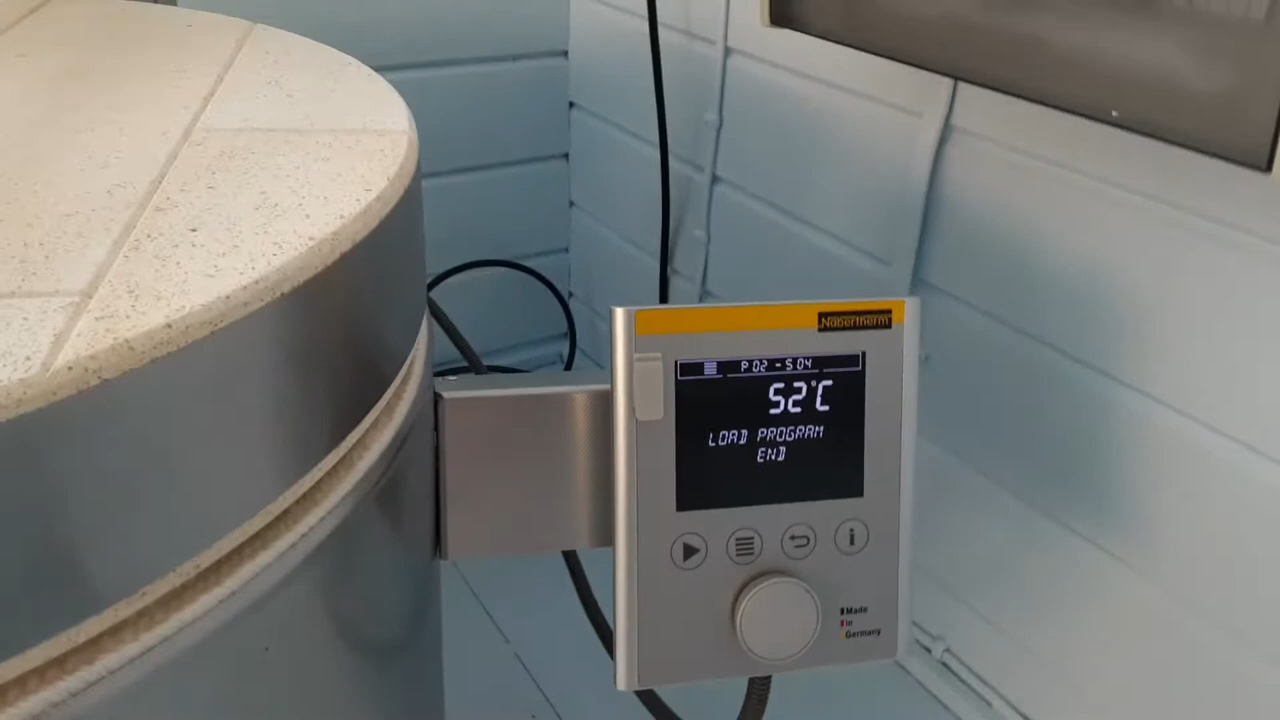 Nabertherm
P02 - S04
52°C
LOAD PROGRAM
END
Made
in
Germany